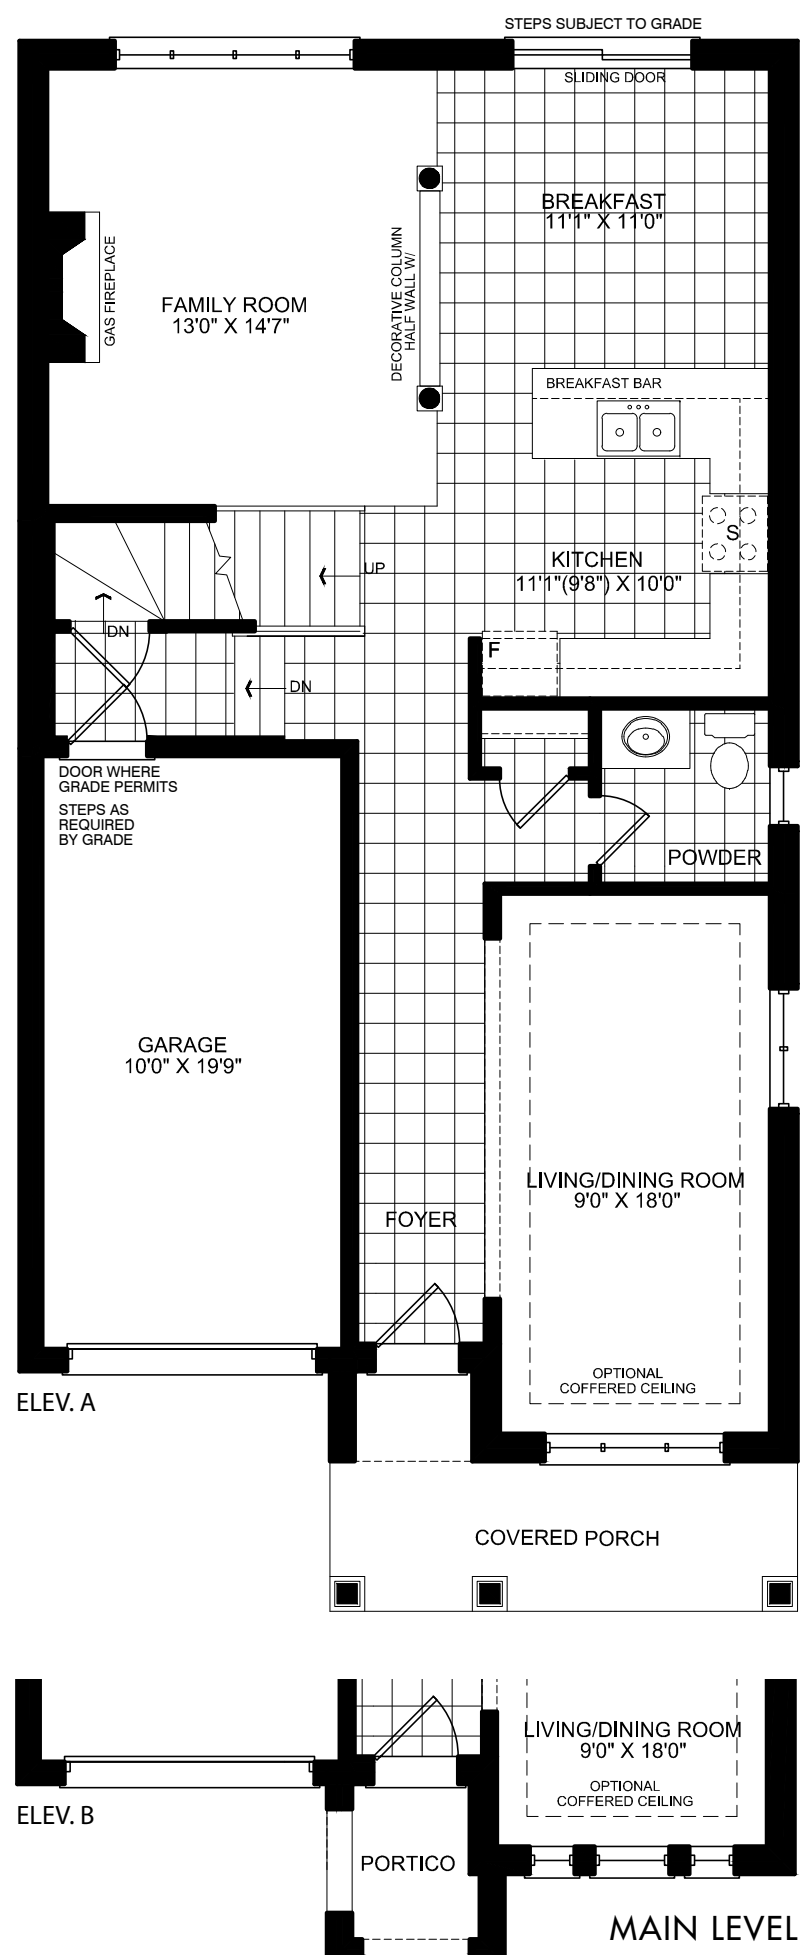 STEPS SUBJECT TO GRADE
SLIDING DOOR
BREAKFAST
11'1" X 11'0"
GAS FIREPLACE
FAMILY ROOM
13'0" X 14'7"
DECORATIVE COLUMN
HALF WALL W/
BREAKFAST BAR
S
KITCHEN
11'1"(9'8") X 10'0"
UP
DN
F
DN
DOOR WHERE
GRADE PERMITS
STEPS AS
REQUIRED
BY GRADE
POWDER
GARAGE
10'0" X 19'9"
LIVING/DINING ROOM
9'0" X 18'0"
FOYER
OPTIONAL
COFFERED CEILING
ELEV. A
COVERED PORCH
LIVING/DINING ROOM
9'0" X 18'0"
OPTIONAL
COFFERED CEILING
ELEV. B
PORTICO
MAIN LEVEL